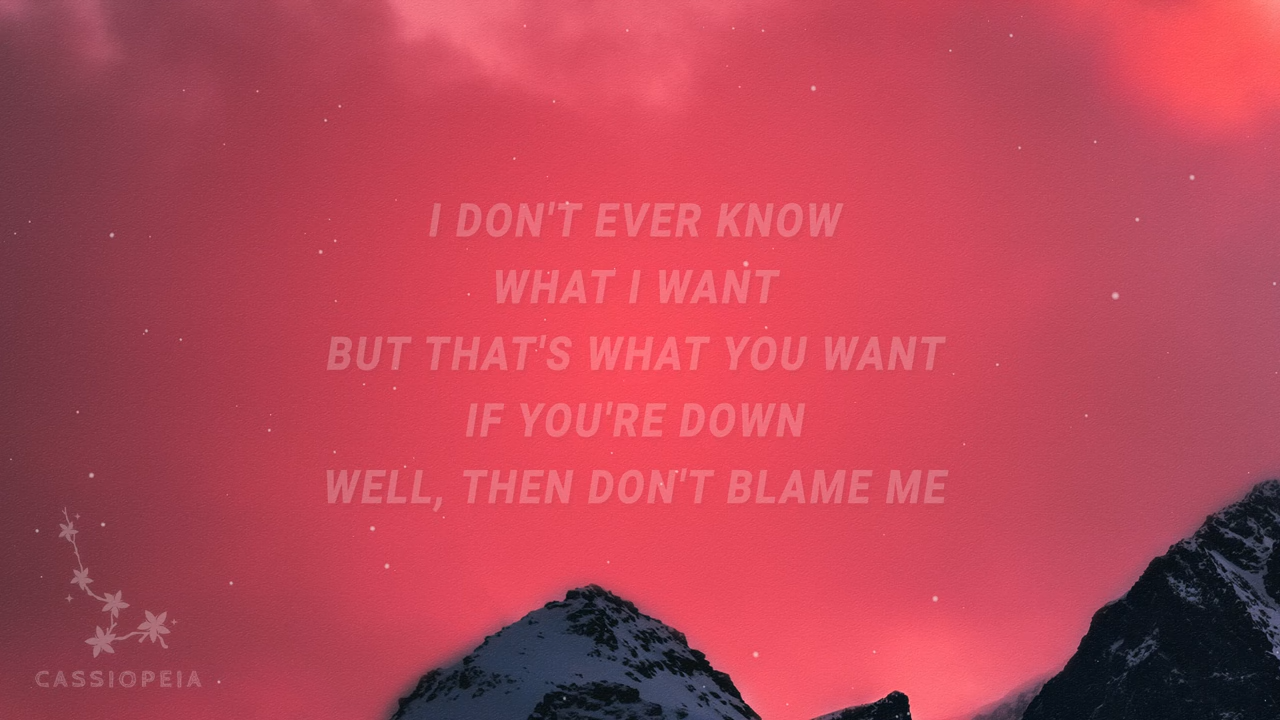 I DON'T EVER KNOW
WHAT I WANT
BUT THAT'S WHAT YOU WANT
IF YOU'RE DOWN
WELL, THEN DON'T BLAME ME
CASSIOPEIA